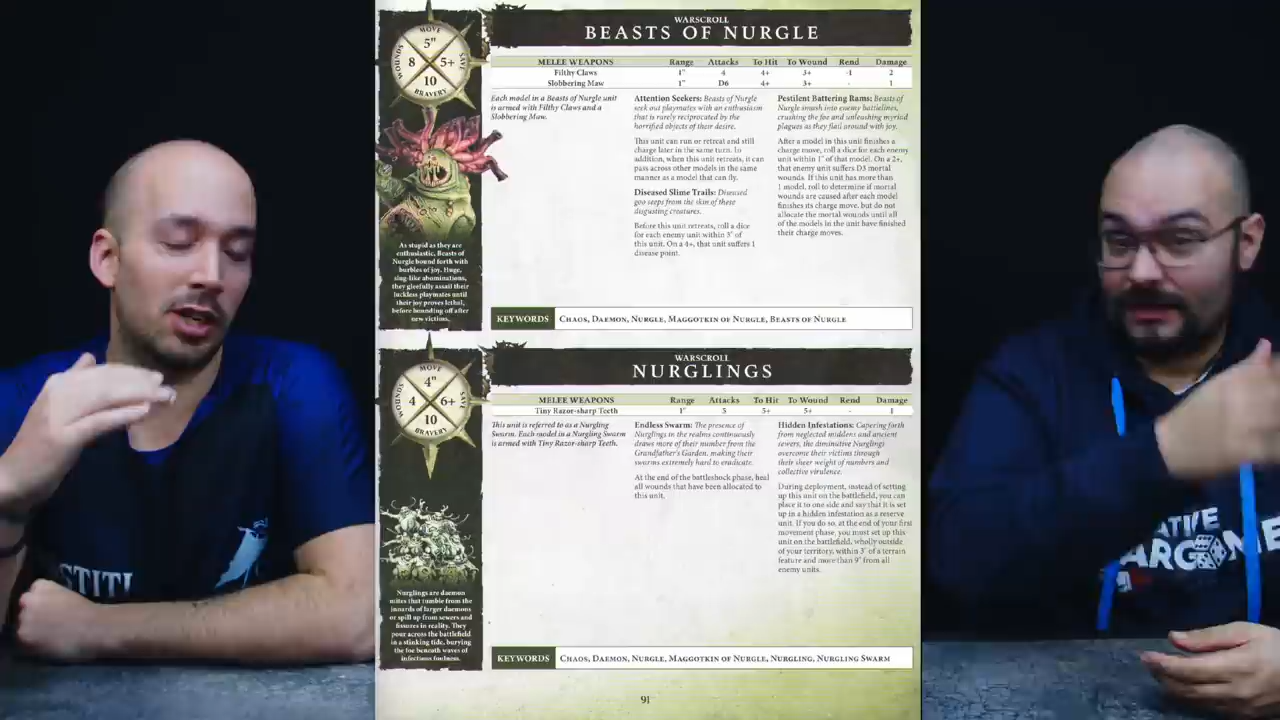 WARSCROLL
BEASTS OF NURGLE
MOVE
5"
WOUNDS
8
5+
SAVE
10
BRAVERY
MELEE WEAPONS Range Attacks To Hit To Wound Rend Damage
Filthy Claws 1" 4 4+ 3+ -1 2
Slobbering Maw 1" D6 4+ 3+ - 1
Each model in a Beasts of Nurgle unit
is armed with Filthy Claws and a
Slobbering Maw.
Attention Seekers: Beasts of Nurgle
seek out playmates with an enthusiasm
that is rarely reciprocated by the
horrified objects of their desire.
This unit can run or retreat and still
charge later in the same turn. In
addition, when this unit retreats, it can
pass across other models in the same
manner as a model that can fly.
Diseased Slime Trails: Diseased
goo seeps from the skin of these
disgusting creatures.
Before this unit retreats, roll a dice
for each enemy unit within 3" of
this unit. On a 4+, that unit suffers 1
disease point.
Pestilent Battering Rams: Beasts of
Nurgle smash into enemy battlelines,
crushing the foe and unleashing myriad
plagues as they flail around with joy.
After a model in this unit finishes a
charge move, roll a dice for each enemy
unit within 1" of that model. On a 2+,
that enemy unit suffers D3 mortal
wounds. If this unit has more than
1 model, roll to determine if mortal
wounds are caused after each model
finishes its charge move, but do not
allocate the mortal wounds until all
of the models in the unit have finished
their charge moves.
As stupid as they are
enthusiastic, Beasts of
Nurgle bound forth with
burbles of joy. Huge,
slug-like abominations,
they gleefully assail their
luckless playmates until
their joy proves lethal,
before bounding off after
new victims.
KEYWORDS CHAOS, DAEMON, NURGLE, MAGGOTKIN OF NURGLE, BEASTS OF NURGLE
WARSCROLL
NURGLINGS
MOVE
4"
WOUNDS
4
6+
SAVE
10
BRAVERY
MELEE WEAPONS Range Attacks To Hit To Wound Rend Damage
Tiny Razor-sharp Teeth 1" 5 5+ 5+ - 1
This unit is referred to as a Nurgling
Swarm. Each model in a Nurgling Swarm
is armed with Tiny Razor-sharp Teeth.
Endless Swarm: The presence of
Nurglings in the realms continuously
draws more of their number from the
Grandfather's Garden, making their
swarms extremely hard to eradicate.
At the end of the battleshock phase, heal
all wounds that have been allocated to
this unit.
Hidden Infestations: Capering forth
from neglected middens and ancient
sewers, the diminutive Nurglings
overcome their victims through
their sheer weight of numbers and
collective virulence.
During deployment, instead of setting
up this unit on the battlefield, you can
place it to one side and say that it is set
up in a hidden infestation as a reserve
unit. If you do so, at the end of your first
movement phase, you must set up this
unit on the battlefield, wholly outside
of your territory, within 3" of a terrain
feature and more than 9" from all
enemy units.
Nurglings are daemon
mites that tumble from the
innards of larger daemons
or spill up from sewers and
fissures in reality. They
pour across the battlefield
in a stinking tide, burying
the foe beneath waves of
infectious foulness.
KEYWORDS CHAOS, DAEMON, NURGLE, MAGGOTKIN OF NURGLE, NURGLING, NURGLING SWARM
91